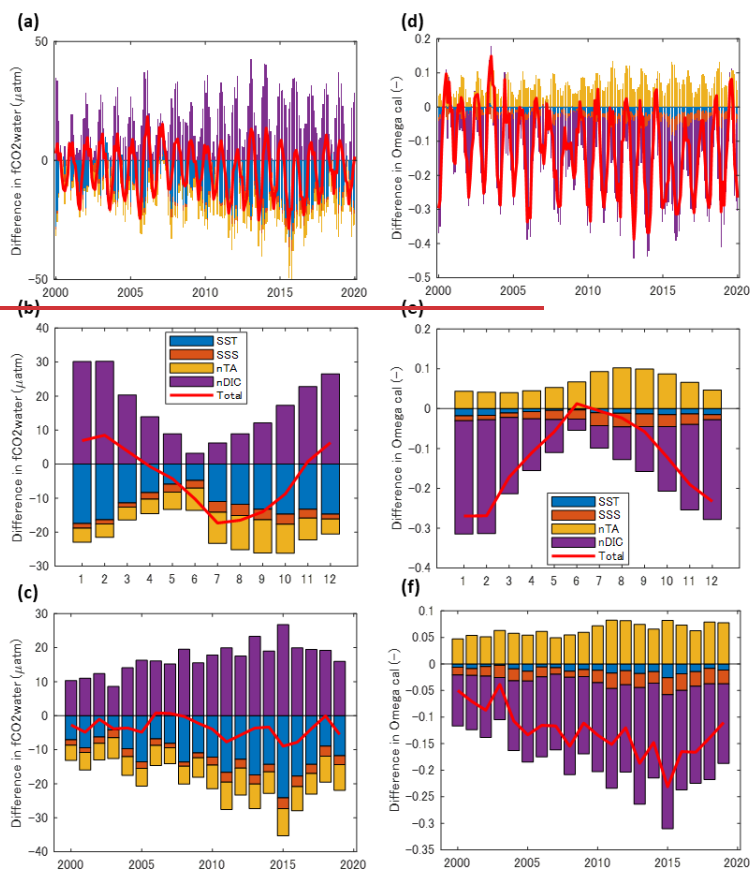 (a)
50
0
-50
Difference in fCO2water (μatm)
2000 2005 2010 2015 2020
(d)
0.2
0.1
0
-0.1
-0.2
-0.3
-0.4
-0.5
Difference in Omega cal (-)
2000 2005 2010 2015 2020
(b)
40
30
20
10
0
-10
-20
-30
Difference in fCO2water (μatm)
SST
SSS
nTA
nDIC
Total
1 2 3 4 5 6 7 8 9 10 11 12
(e)
0.2
0.1
0
-0.1
-0.2
-0.3
-0.4
Difference in Omega cal (-)
SST
SSS
nTA
nDIC
Total
1 2 3 4 5 6 7 8 9 10 11 12
(c)
30
20
10
0
-10
-20
-30
-40
Difference in fCO2water (μatm)
2000 2005 2010 2015 2020
(f)
0.1
0.05
0
-0.05
-0.1
-0.15
-0.2
-0.25
-0.3
-0.35
Difference in Omega cal (-)
2000 2005 2010 2015 2020